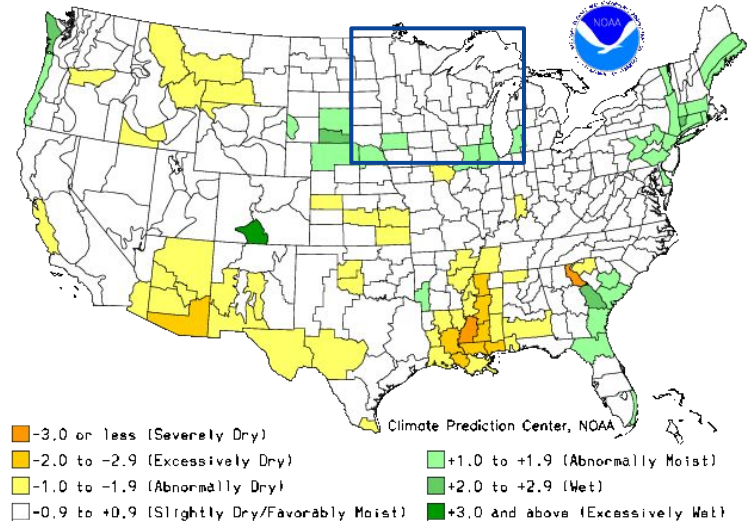 NOAA
Climate Prediction Center, NOAA
-3.0 or less (Severely Dry)
-2.0 to -2.9 (Excessively Dry)
-1.0 to -1.9 (Abnormally Dry)
-0.9 to +0.9 (Slightly Dry/Favorably Moist)
+1.0 to +1.9 (Abnormally Moist)
+2.0 to +2.9 (Wet)
+3.0 and above (Excessively Wet)